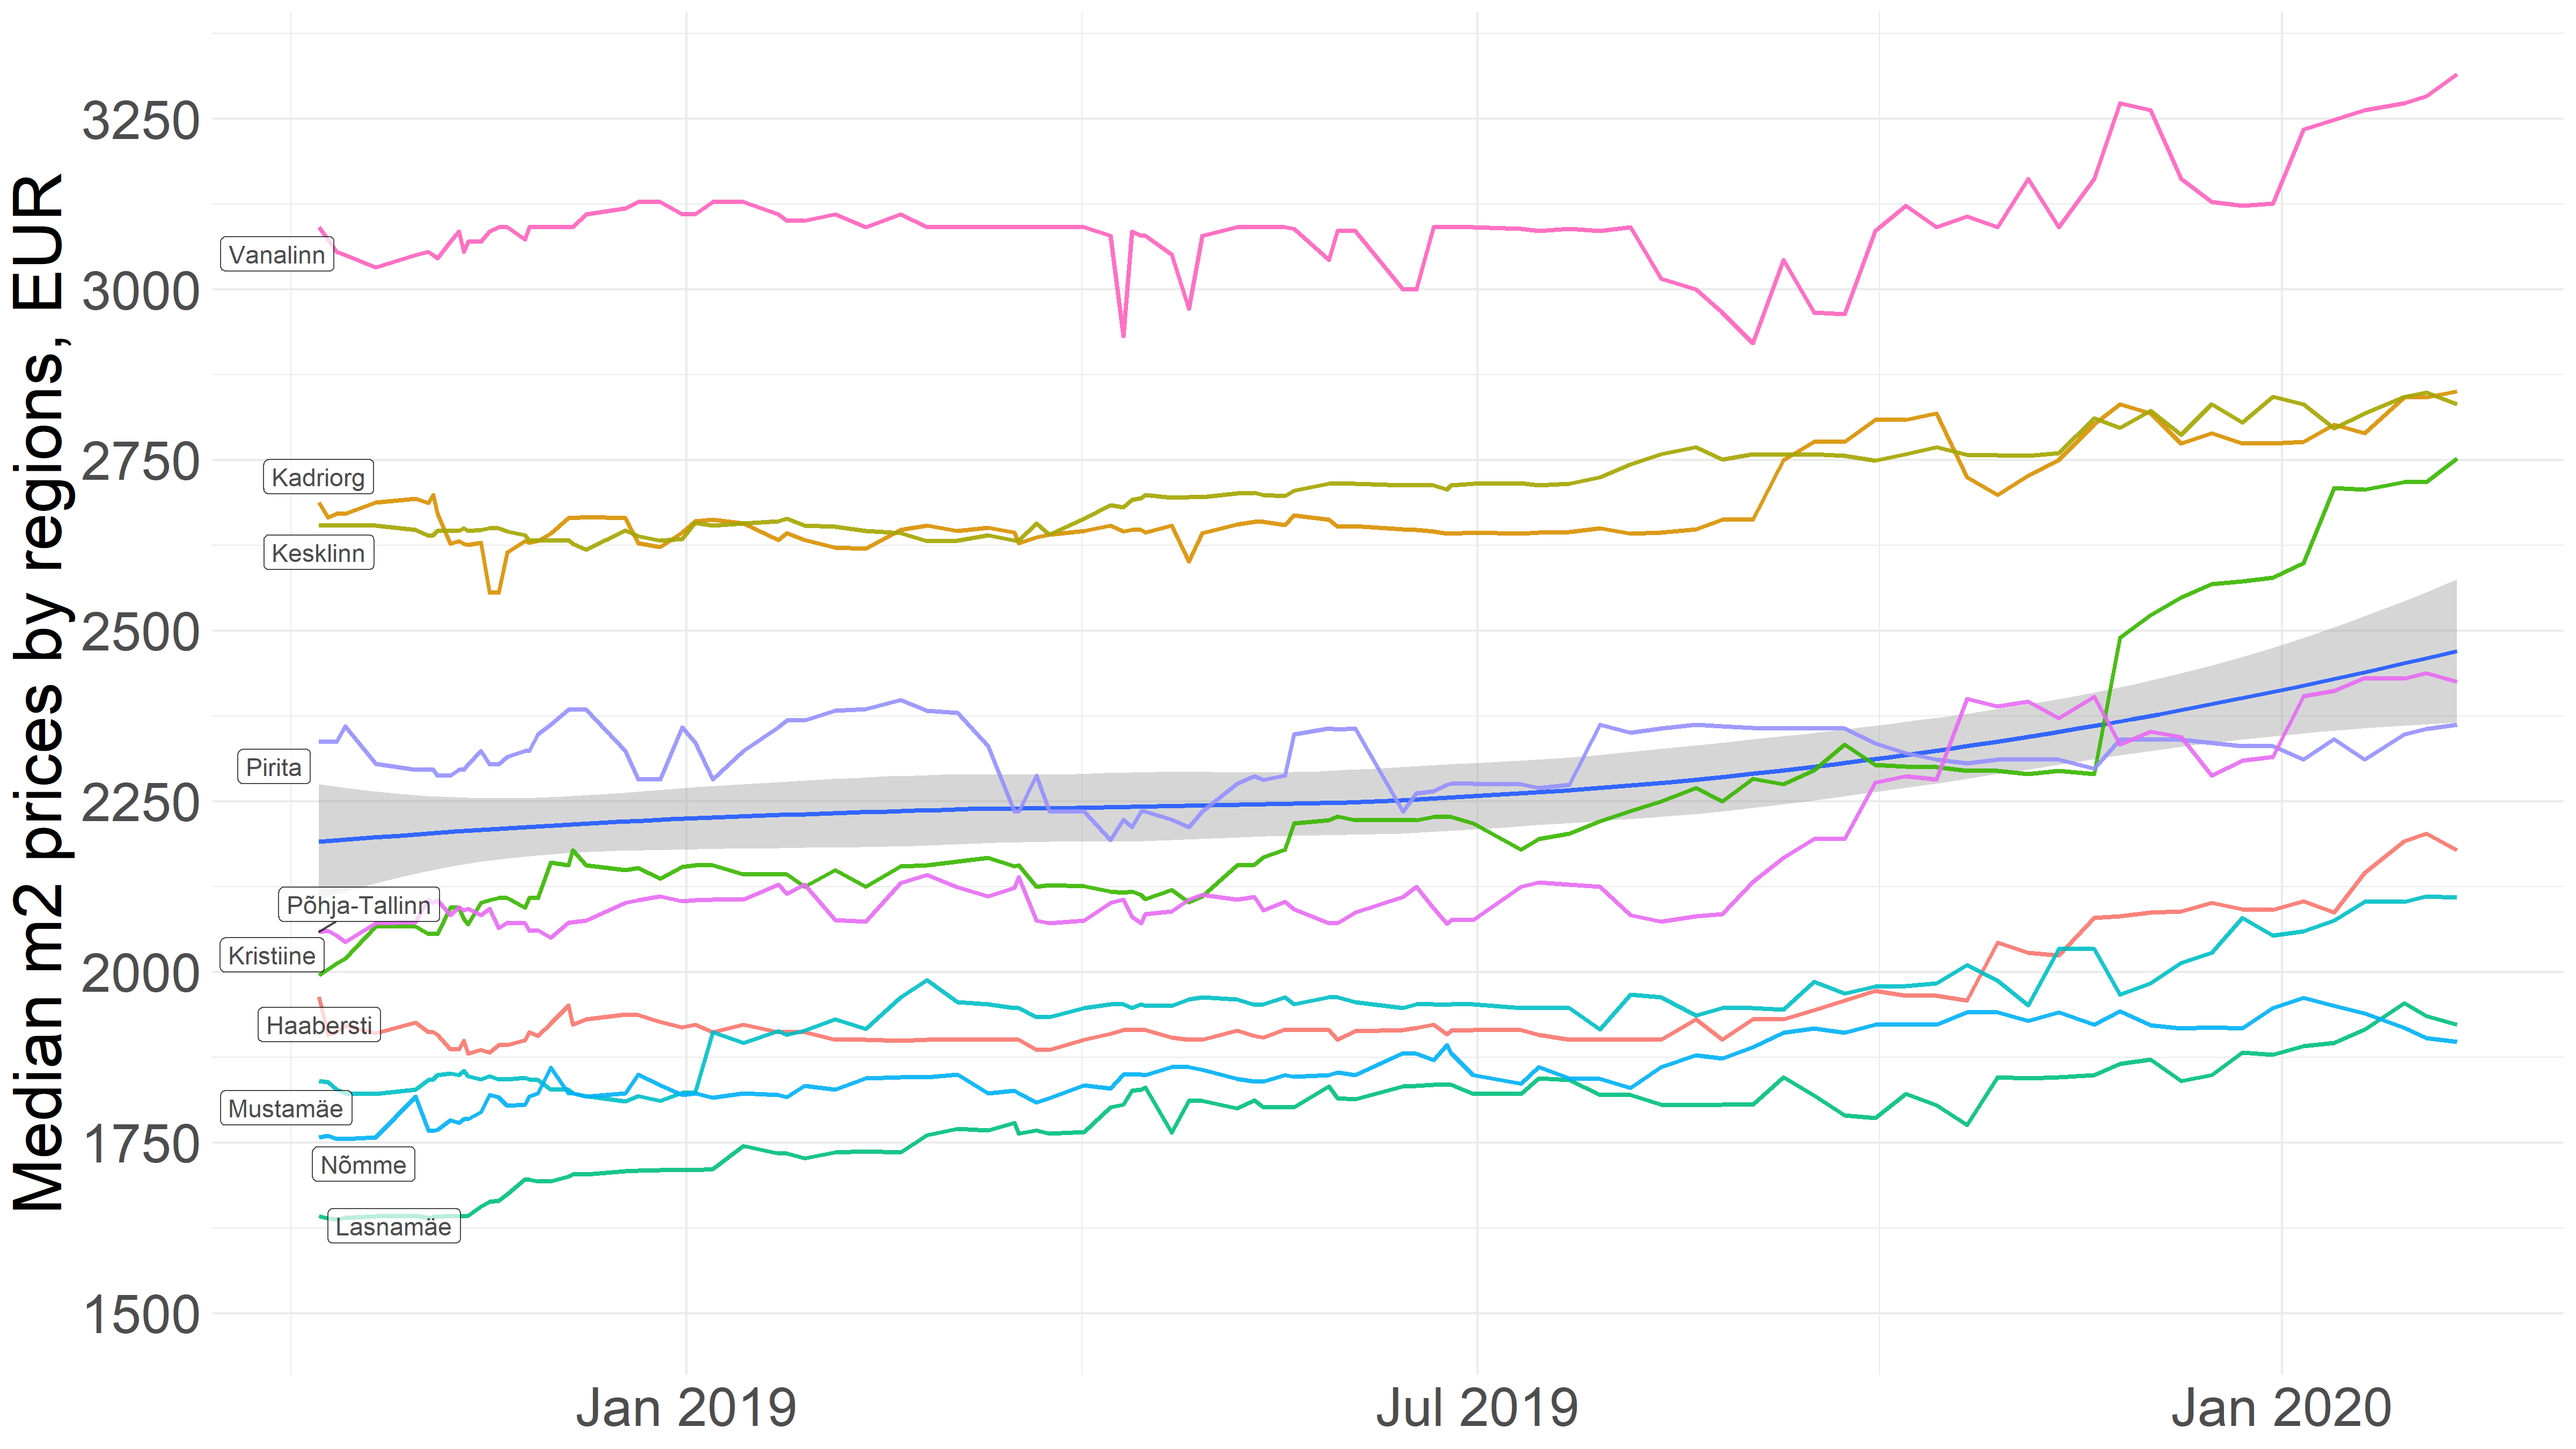 Median m2 prices by regions, EUR
3250
3000
2750
2500
2250
2000
1750
1500
Vanalinn
Kadriorg
Kesklinn
Pirita
Põhja-Tallinn
Kristiine
Haabersti
Mustamäe
Nõmme
Lasnamäe
Jan 2019
Jul 2019
Jan 2020